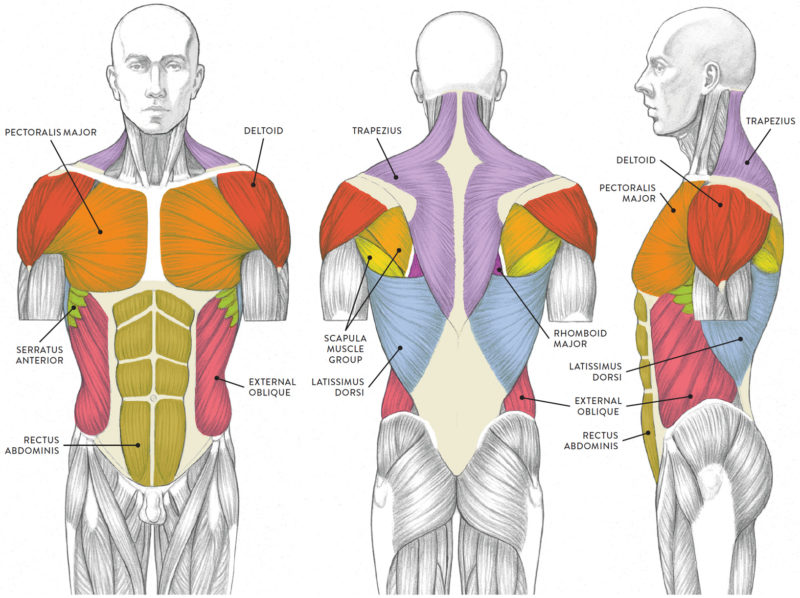 PECTORALIS MAJOR
DELTOID
SERRATUS
ANTERIOR
EXTERNAL
OBLIQUE
RECTUS
ABDOMINIS
TRAPEZIUS
SCAPULA
MUSCLE
GROUP
RHOMBOID
MAJOR
LATISSIMUS
DORSI
TRAPEZIUS
DELTOID
PECTORALIS
MAJOR
LATISSIMUS
DORSI
EXTERNAL
OBLIQUE
RECTUS
ABDOMINIS